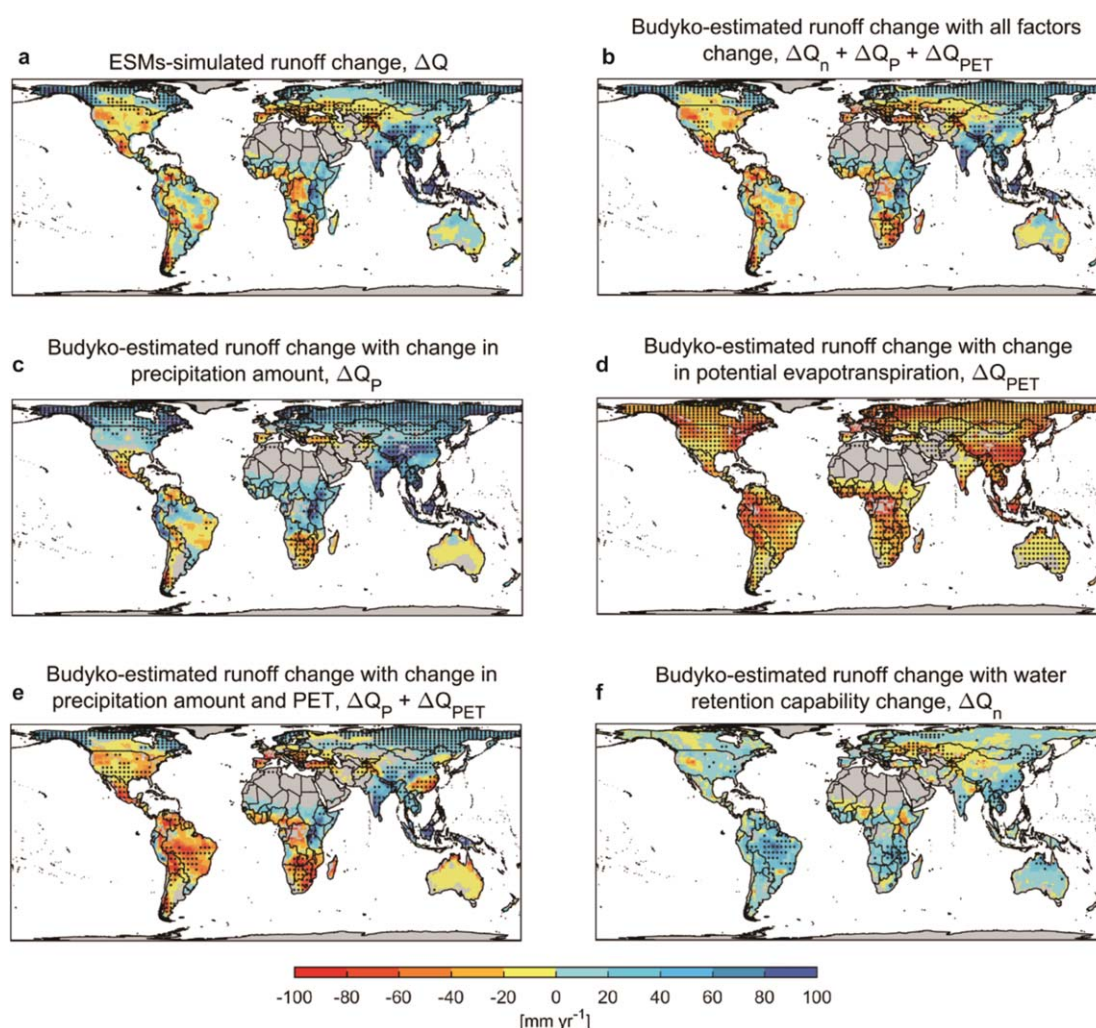 a
ESMs-simulated runoff change, ΔQ
b
Budyko-estimated runoff change with all factors
change, ΔQn + ΔQP + ΔQPET
c
Budyko-estimated runoff change with change in
precipitation amount, ΔQP
d
Budyko-estimated runoff change with change
in potential evapotranspiration, ΔQPET
e
Budyko-estimated runoff change with change in
precipitation amount and PET, ΔQP + ΔQPET
f
Budyko-estimated runoff change with water
retention capability change, ΔQn
-100 -80 -60 -40 -20 0 20 40 60 80 100
[mm yr-1]